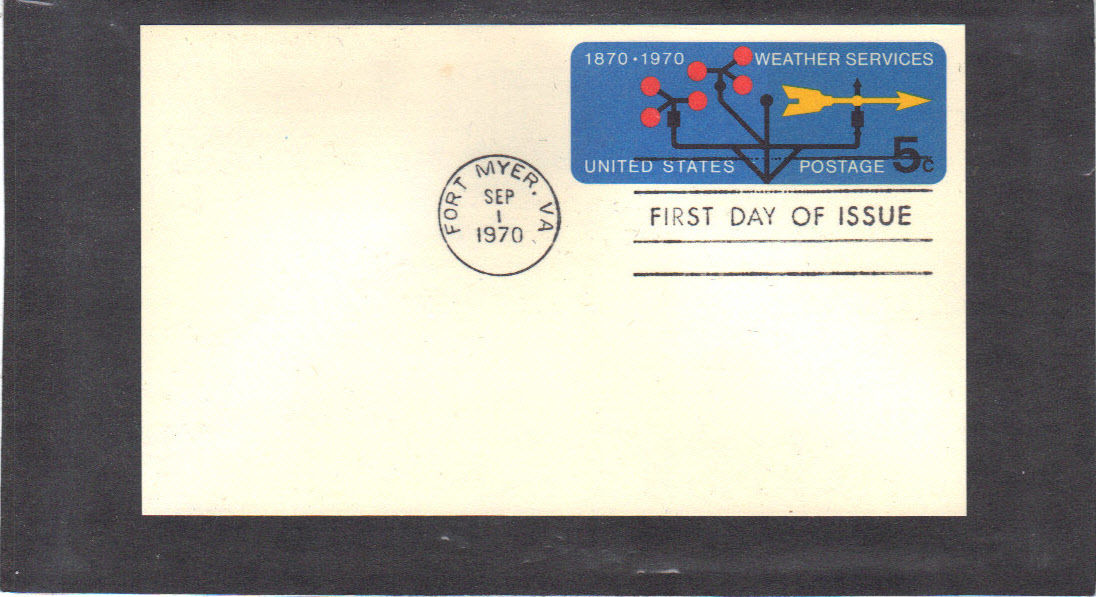 1870 • 1970 WEATHER SERVICES
UNITED STATES POSTAGE 5c
FORT MYER, VA
SEP
1
1970
FIRST DAY OF ISSUE